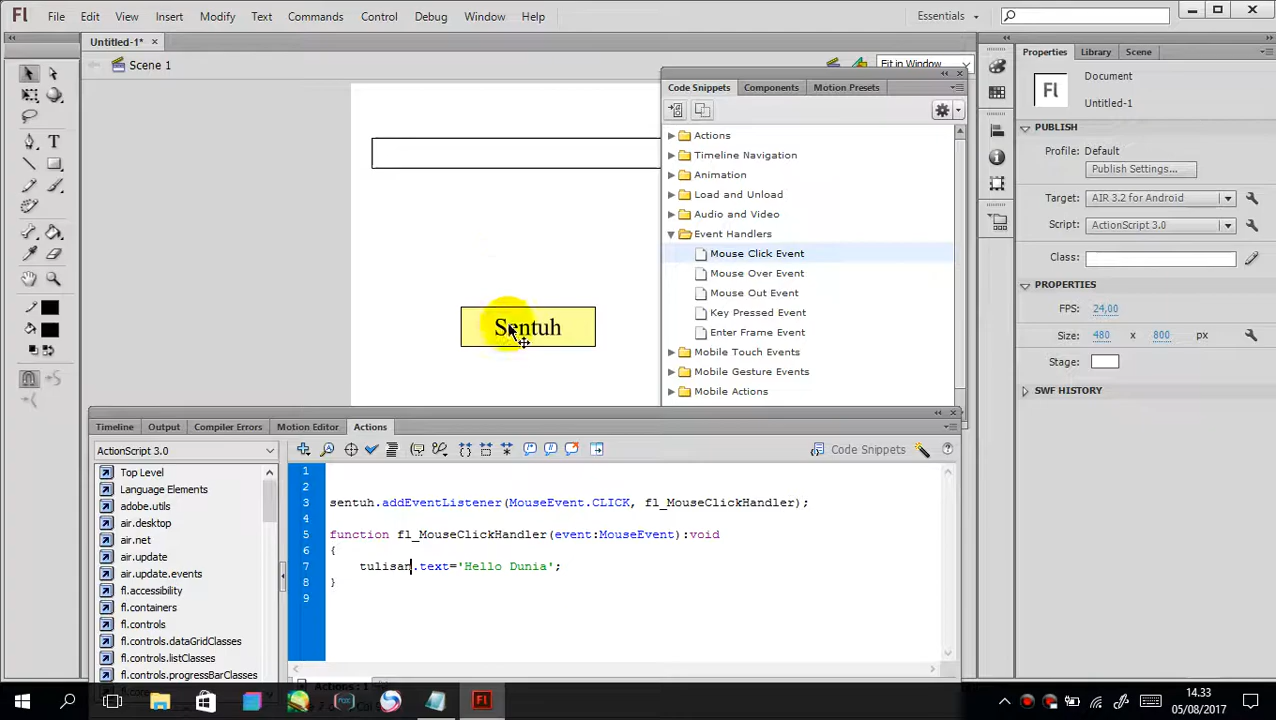 Fl File Edit View Insert Modify Text Commands Control Debug Window Help Essentials
Untitled-1* ×
Scene 1 Fit in Window
Code Snippets Components Motion Presets
Actions
Timeline Navigation
Animation
Load and Unload
Audio and Video
Event Handlers
Mouse Click Event
Mouse Over Event
Mouse Out Event
Key Pressed Event
Enter Frame Event
Mobile Touch Events
Mobile Gesture Events
Mobile Actions
Sentuh
Properties Library Scene
Fl Document
Untitled-1
PUBLISH
Profile: Default
Publish Settings...
Target: AIR 3.2 for Android
Script: ActionScript 3.0
Class:
PROPERTIES
FPS: 24,00
Size: 480 x 800 px
Stage:
SWF HISTORY
Timeline Output Compiler Errors Motion Editor Actions
ActionScript 3.0
Code Snippets
Top Level
Language Elements
adobe.utils
air.desktop
air.net
air.update
air.update.events
fl.accessibility
fl.containers
fl.controls
fl.controls.dataGridClasses
fl.controls.listClasses
fl.controls.progressBarClasses
1
2
3 sentuh.addEventListener(MouseEvent.CLICK, fl_MouseClickHandler);
4
5 function fl_MouseClickHandler(event:MouseEvent):void
6 {
7 tulisan.text='Hello Dunia';
8 }
9
Actions : 1
Fl
14.33
05/08/2017